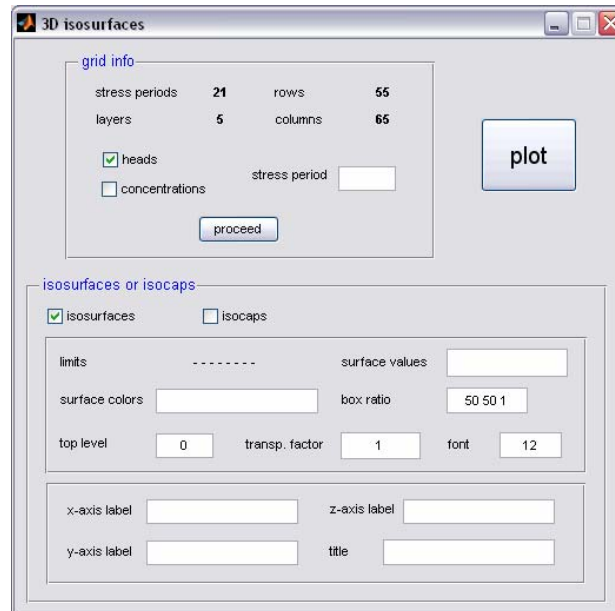 3D isosurfaces
grid info
stress periods 21 rows 55
layers 5 columns 65
heads
concentrations
stress period
proceed
plot
isosurfaces or isocaps
isosurfaces isocaps
limits - - - - - - - - surface values
surface colors box ratio 50 50 1
top level 0 transp. factor 1 font 12
x-axis label z-axis label
y-axis label title